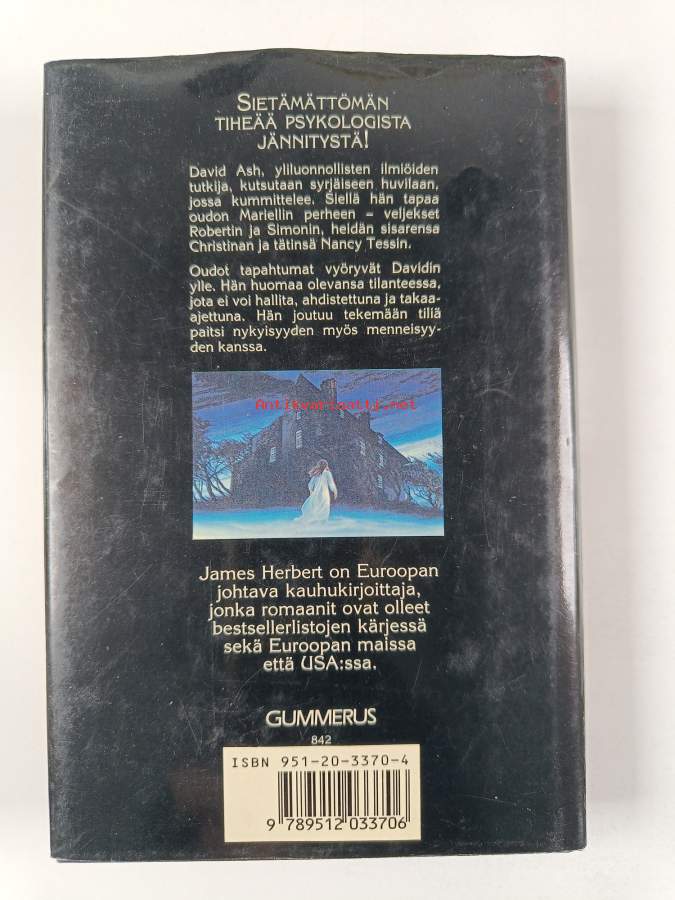 SIETÄMÄTTÖMÄN
TIHEÄÄ PSYKOLOGISTA
JÄNNITYSTÄ!
David Ash, yliluonnollisten ilmiöiden
tutkija, kutsutaan syrjäiseen huvilaan,
jossa kummittelee. Siellä hän tapaa
oudon Mariellin perheen – veljekset
Robertin ja Simonin, heidän sisarensa
Christinan ja tätinsä Nancy Tessin.
Oudot tapahtumat vyöryvät Davidin
ylle. Hän huomaa olevansa tilanteessa,
jota ei voi hallita, ahdistettuna ja takaa-
ajettuna. Hän joutuu tekemään tiliä
paitsi nykyisyyden myös menneisyy-
den kanssa.
Antikvariaatti.net
James Herbert on Euroopan
johtava kauhukirjoittaja,
jonka romaanit ovat olleet
bestsellerlistojen kärjessä
sekä Euroopan maissa
että USA:ssa.
GUMMERUS
842
ISBN 951-20-3370-4
9 789512 033706